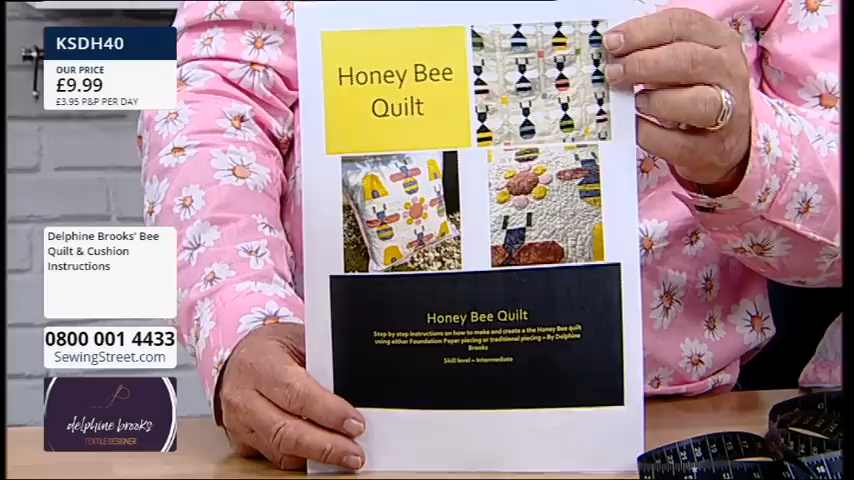 KSDH40
OUR PRICE
£9.99
£3.95 P&P PER DAY
Delphine Brooks' Bee
Quilt & Cushion
Instructions
0800 001 4433
SewingStreet.com
delphine brooks
TEXTILE DESIGNER
Honey Bee
Quilt
Honey Bee Quilt
Step by step instructions on how to make and create a the Honey Bee quilt
using either Foundation Paper piecing or traditional piecing – By Delphine
Brooks
Skill level – Intermediate